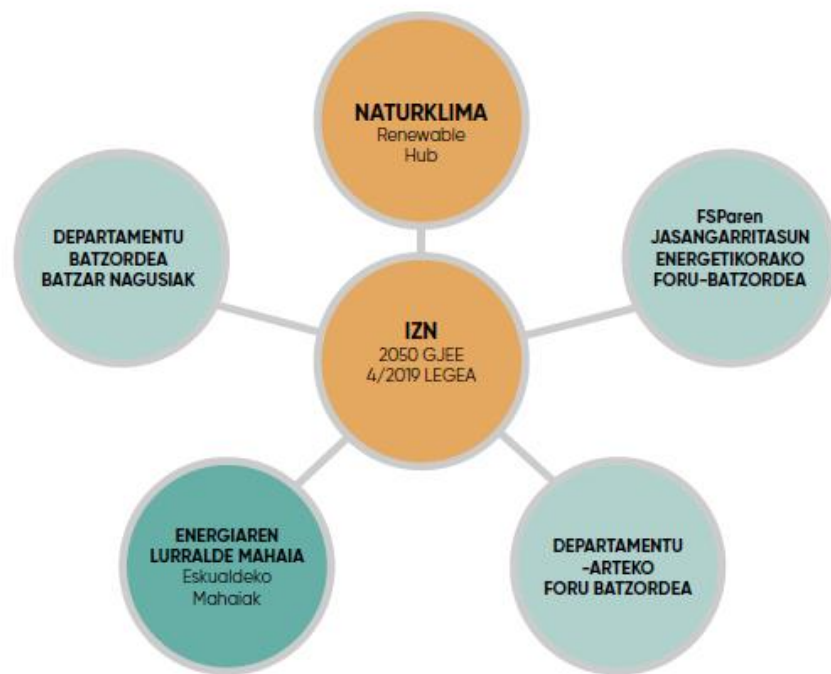 NATURKLIMA
Renewable
Hub
DEPARTAMENTU
BATZORDEA
BATZAR NAGUSIAK
FSParen
JASANGARRITASUN
ENERGETIKORAKO
FORU-BATZORDEA
IZN
2050 GJEE
4/2019 LEGEA
ENERGIAREN
LURRALDE MAHAIA
Eskualdeko
Mahaiak
DEPARTAMENTU
-ARTEKO
FORU BATZORDEA